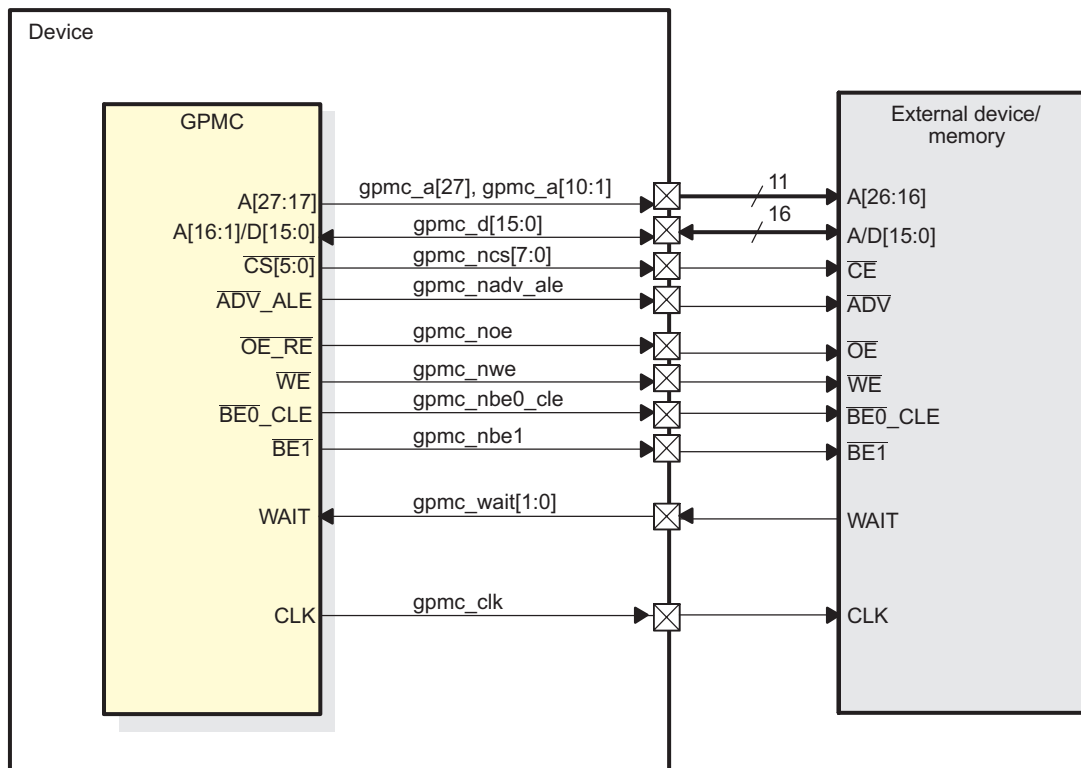 Device
GPMC
External device/
memory
A[27:17]
gpmc_a[27], gpmc_a[10:1]
11
A[26:16]
A[16:1]/D[15:0]
gpmc_d[15:0]
16
A/D[15:0]
CS[5:0]
gpmc_ncs[7:0]
CE
ADV_ALE
gpmc_nadv_ale
ADV
OE_RE
gpmc_noe
OE
WE
gpmc_nwe
WE
BE0_CLE
gpmc_nbe0_cle
BE0_CLE
BE1
gpmc_nbe1
BE1
WAIT
gpmc_wait[1:0]
WAIT
CLK
gpmc_clk
CLK